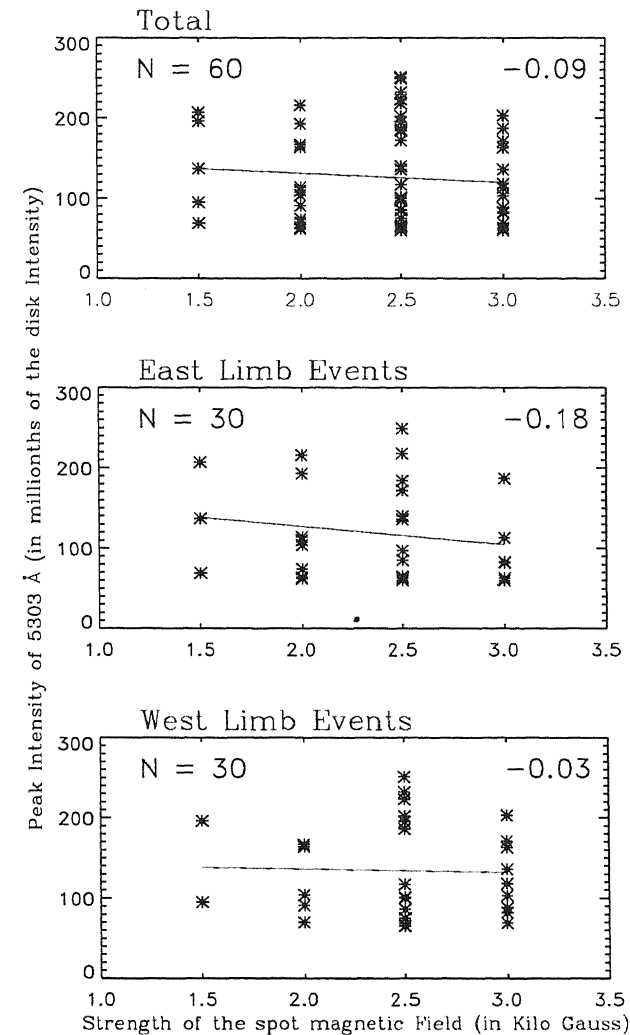 Total
300
N = 60
-0.09
200
100
0
1.0 1.5 2.0 2.5 3.0 3.5
East Limb Events
300
N = 30
-0.18
200
100
0
1.0 1.5 2.0 2.5 3.0 3.5
West Limb Events
300
N = 30
-0.03
200
100
0
1.0 1.5 2.0 2.5 3.0 3.5
Peak Intensity of 5303 Å (in millionths of the disk Intensity)
Strength of the spot magnetic Field (in Kilo Gauss)